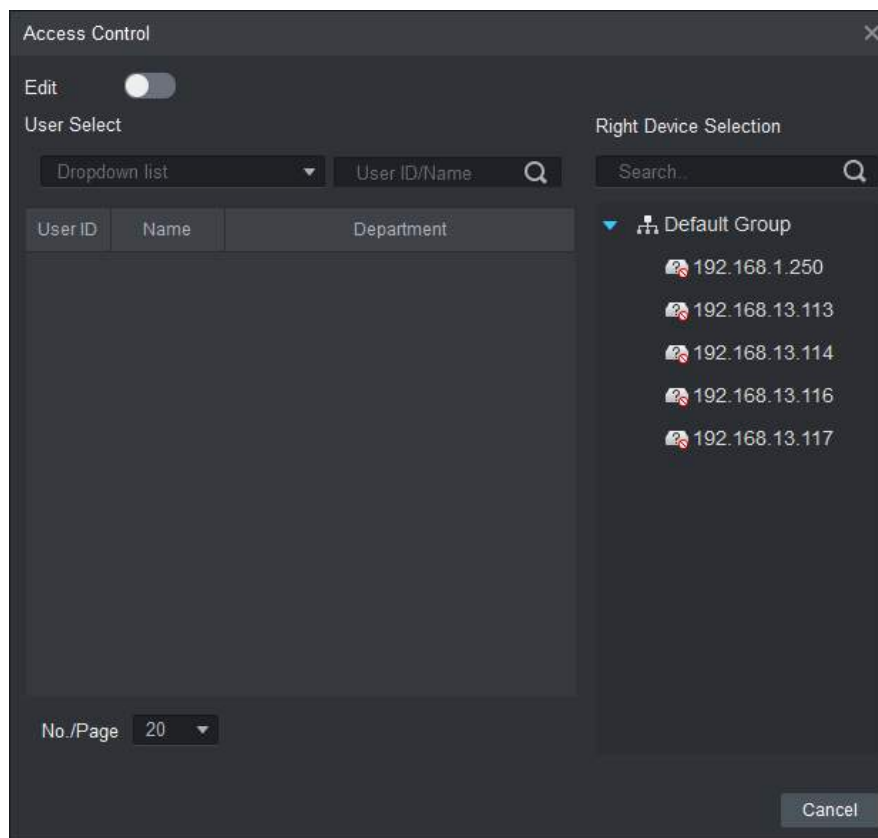 Access Control
Edit
User Select
Dropdown list
User ID/Name
User ID Name Department
No./Page 20
Right Device Selection
Search..
Default Group
192.168.1.250
192.168.13.113
192.168.13.114
192.168.13.116
192.168.13.117
Cancel